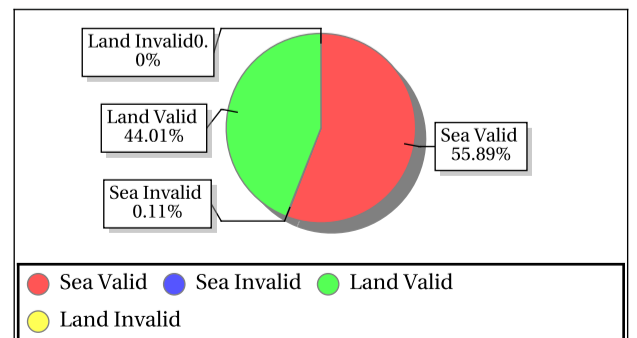 Land Invalid0.
0%
Land Valid
44.01%
Sea Valid
55.89%
Sea Invalid
0.11%
Sea Valid Sea Invalid Land Valid
Land Invalid